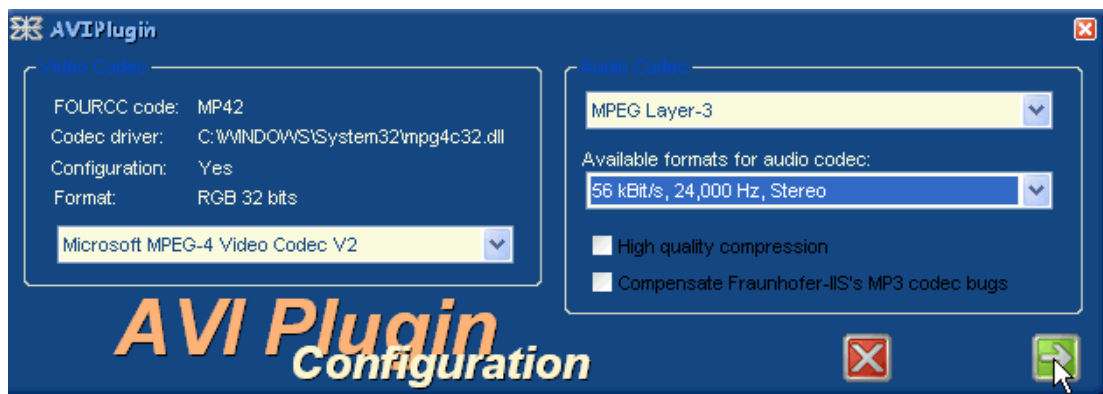 AVIPlugin
Video Codec
FOURCC code: MP42
Codec driver: C:\WINDOWS\System32\mpg4c32.dll
Configuration: Yes
Format: RGB 32 bits
Microsoft MPEG-4 Video Codec V2
Audio Codec
MPEG Layer-3
Available formats for audio codec:
56 kBit/s, 24,000 Hz, Stereo
High quality compression
Compensate Fraunhofer-IIS's MP3 codec bugs
AVI Plugin
Configuration